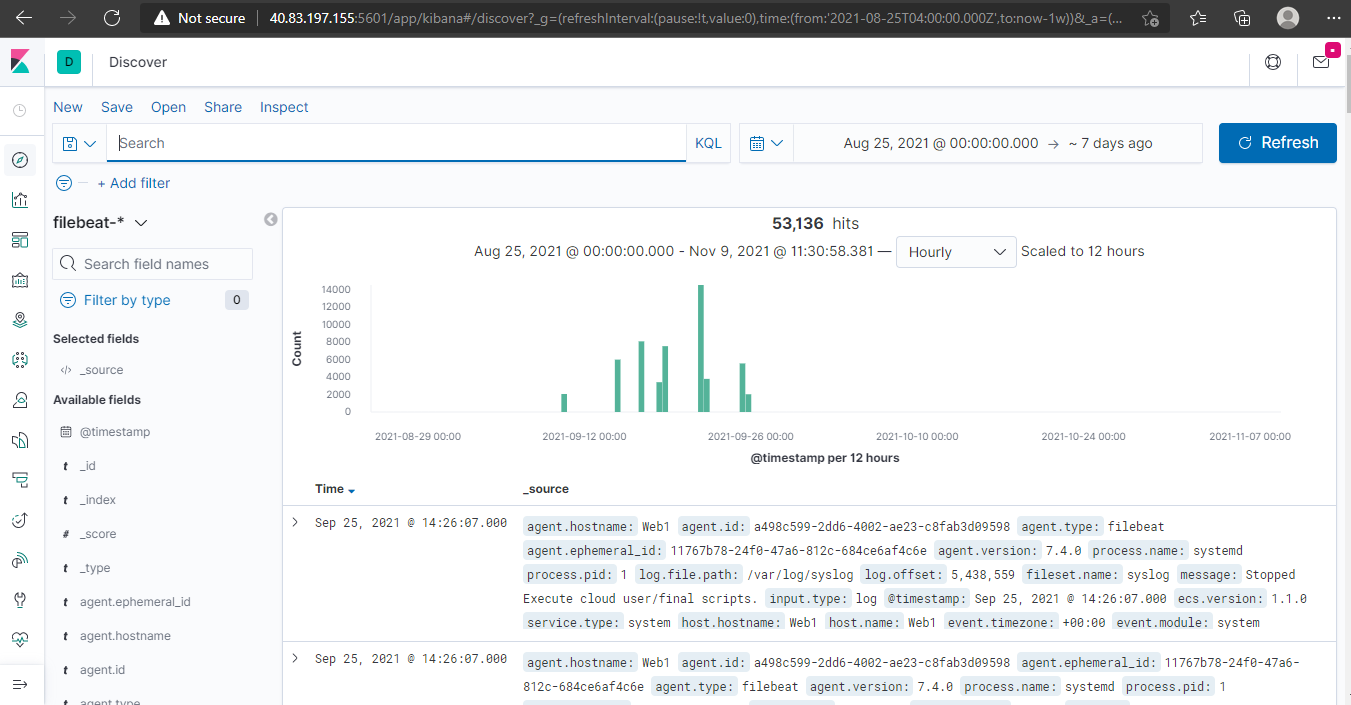 Not secure | 40.83.197.155:5601/app/kibana#/discover?_g=(refreshInterval:(pause:!t,value:0),time:(from:'2021-08-25T04:00:00.000Z',to:now-1w))&_a=(...
D Discover
New Save Open Share Inspect
Search KQL Aug 25, 2021 @ 00:00:00.000 → ~ 7 days ago Refresh
+ Add filter
filebeat-*
Search field names
Filter by type 0
Selected fields
</> _source
Available fields
@timestamp
t _id
t _index
# _score
t _type
t agent.ephemeral_id
t agent.hostname
t agent.id
t agent.type
53,136 hits
Aug 25, 2021 @ 00:00:00.000 - Nov 9, 2021 @ 11:30:58.381 — Hourly Scaled to 12 hours
Count
14000
12000
10000
8000
6000
4000
2000
0
2021-08-29 00:00 2021-09-12 00:00 2021-09-26 00:00 2021-10-10 00:00 2021-10-24 00:00 2021-11-07 00:00
@timestamp per 12 hours
Time _source
Sep 25, 2021 @ 14:26:07.000 agent.hostname: Web1 agent.id: a498c599-2dd6-4002-ae23-c8fab3d09598 agent.type: filebeat
agent.ephemeral_id: 11767b78-24f0-47a6-812c-684ce6af4c6e agent.version: 7.4.0 process.name: systemd
process.pid: 1 log.file.path: /var/log/syslog log.offset: 5,438,559 fileset.name: syslog message: Stopped
Execute cloud user/final scripts. input.type: log @timestamp: Sep 25, 2021 @ 14:26:07.000 ecs.version: 1.1.0
service.type: system host.hostname: Web1 host.name: Web1 event.timezone: +00:00 event.module: system
Sep 25, 2021 @ 14:26:07.000 agent.hostname: Web1 agent.id: a498c599-2dd6-4002-ae23-c8fab3d09598 agent.ephemeral_id: 11767b78-24f0-47a6-
812c-684ce6af4c6e agent.type: filebeat agent.version: 7.4.0 process.name: systemd process.pid: 1